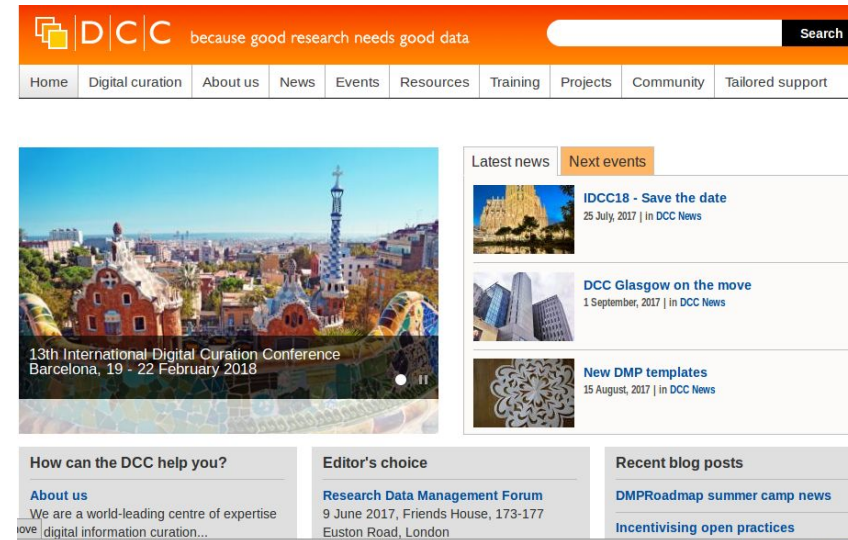 DCC because good research needs good data
Search
Home Digital curation About us News Events Resources Training Projects Community Tailored support
13th International Digital Curation Conference
Barcelona, 19 - 22 February 2018
Latest news Next events
IDCC18 - Save the date
25 July, 2017 | in DCC News
DCC Glasgow on the move
1 September, 2017 | in DCC News
New DMP templates
15 August, 2017 | in DCC News
How can the DCC help you?
About us
We are a world-leading centre of expertise
digital information curation...
Editor's choice
Research Data Management Forum
9 June 2017, Friends House, 173-177
Euston Road, London
Recent blog posts
DMPRoadmap summer camp news
Incentivising open practices